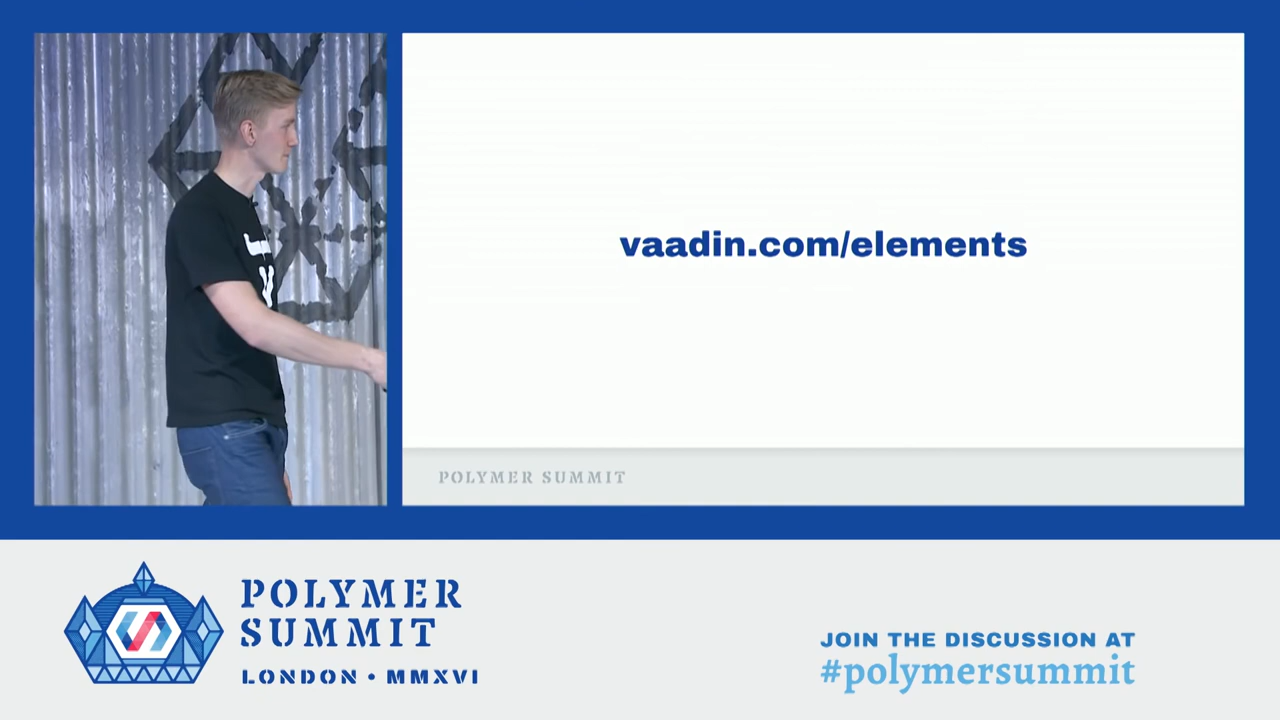 vaadin.com/elements
POLYMER SUMMIT
POLYMER
SUMMIT
LONDON • MMXVI
JOIN THE DISCUSSION AT
#polymersummit